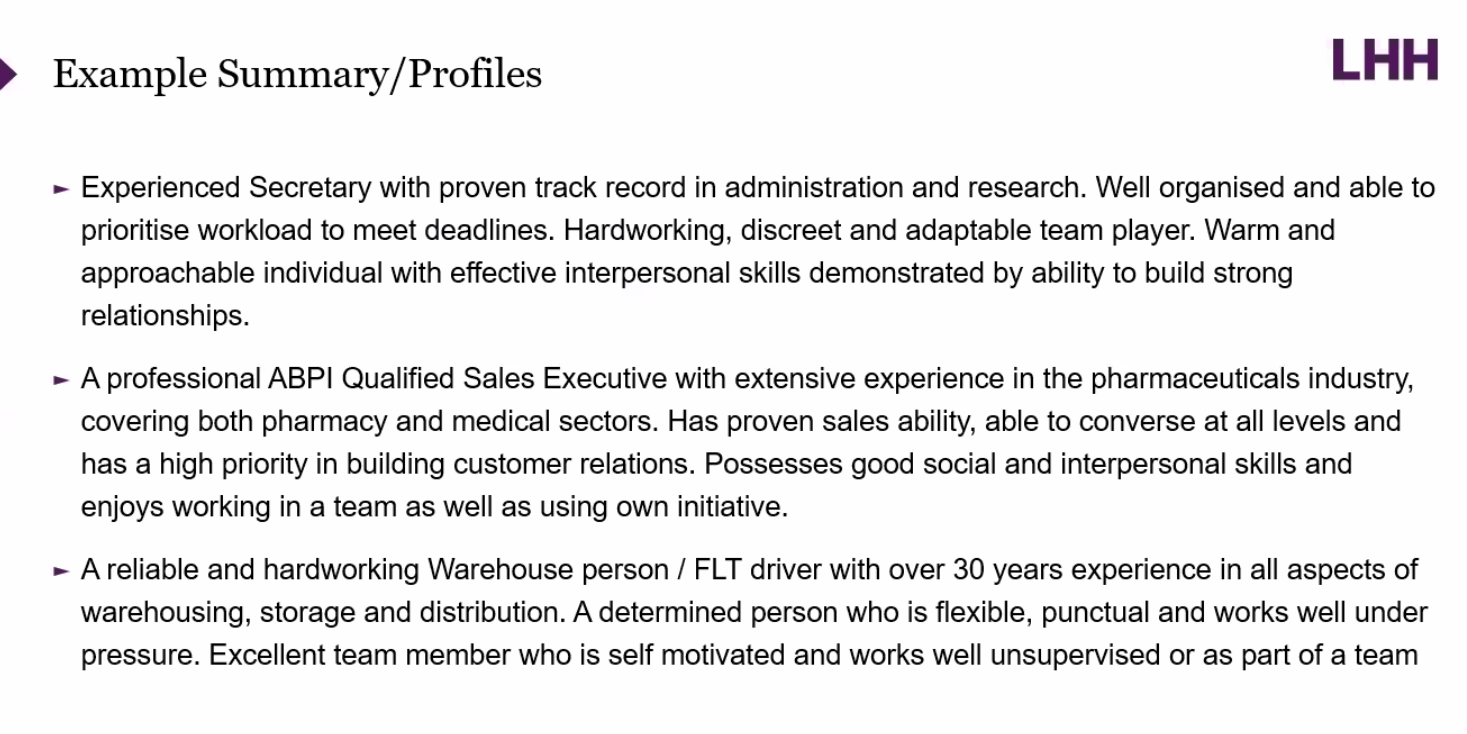 Example Summary/Profiles
LHH
► Experienced Secretary with proven track record in administration and research. Well organised and able to
prioritise workload to meet deadlines. Hardworking, discreet and adaptable team player. Warm and
approachable individual with effective interpersonal skills demonstrated by ability to build strong
relationships.
► A professional ABPI Qualified Sales Executive with extensive experience in the pharmaceuticals industry,
covering both pharmacy and medical sectors. Has proven sales ability, able to converse at all levels and
has a high priority in building customer relations. Possesses good social and interpersonal skills and
enjoys working in a team as well as using own initiative.
► A reliable and hardworking Warehouse person / FLT driver with over 30 years experience in all aspects of
warehousing, storage and distribution. A determined person who is flexible, punctual and works well under
pressure. Excellent team member who is self motivated and works well unsupervised or as part of a team